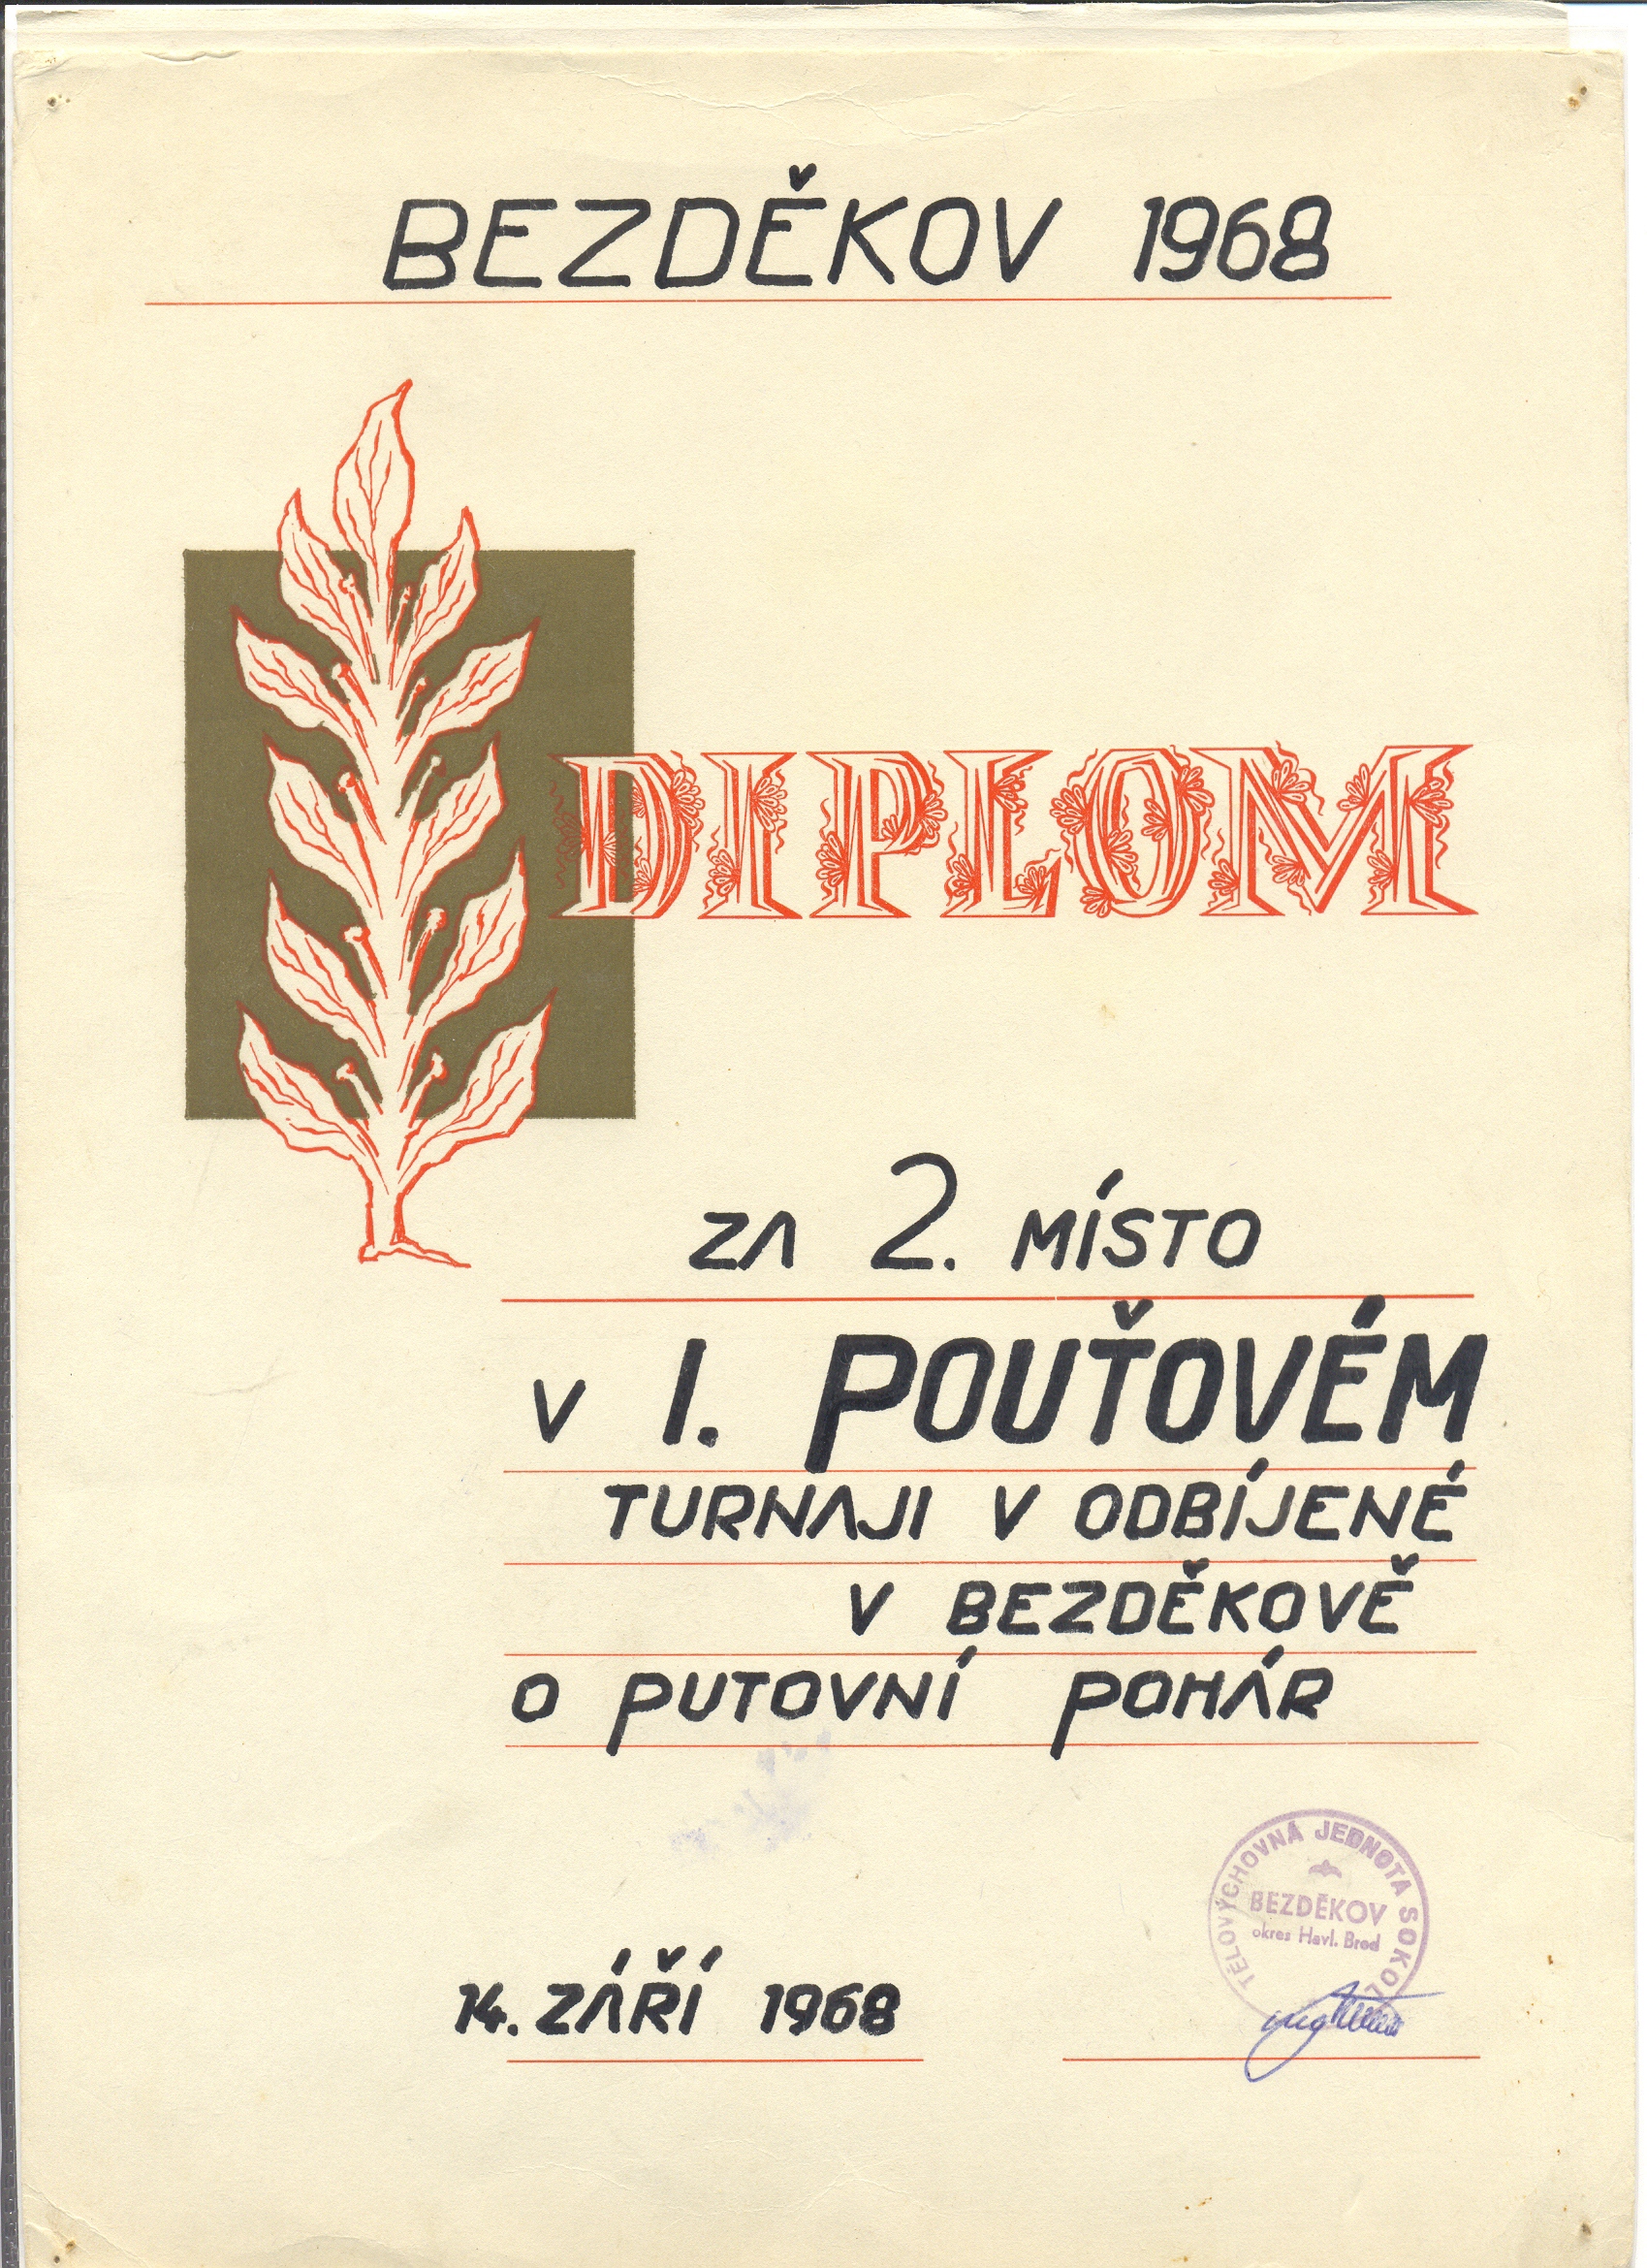 BEZDĚKOV 1968
DIPLOM
ZA 2. MÍSTO
V I. POUŤOVÉM
TURNAJI V ODBÍJENÉ
V BEZDĚKOVĚ
O PUTOVNÍ POHÁR
TĚLOVÝCHOVNÁ JEDNOTA SOKOL
BEZDĚKOV
okres Havl. Brod
14. ZÁŘÍ 1968